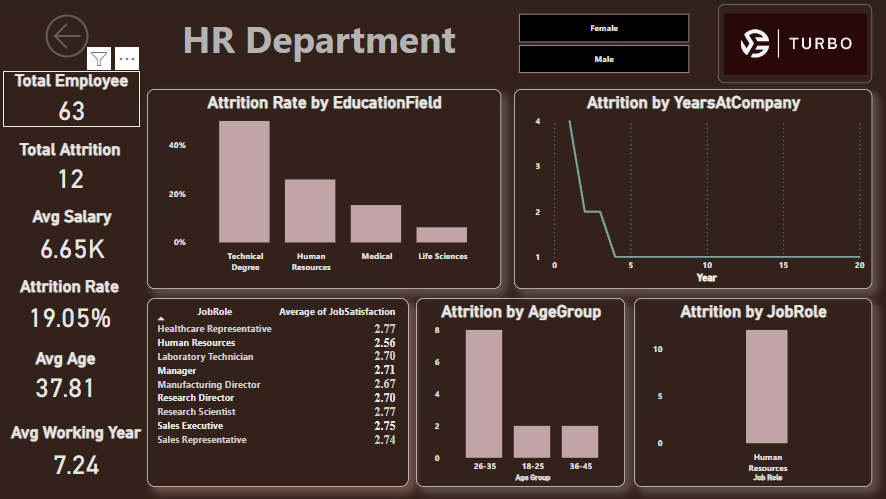 HR Department
Female
Male
TURBO
Total Employee
63
Total Attrition
12
Avg Salary
6.65K
Attrition Rate
19.05%
Avg Age
37.81
Avg Working Year
7.24
Attrition Rate by EducationField
40%
20%
0%
Technical
Degree
Human
Resources
Medical
Life Sciences
Attrition by YearsAtCompany
4
3
2
1
0
5
10
15
20
Year
JobRole Average of JobSatisfaction
Healthcare Representative 2.77
Human Resources 2.56
Laboratory Technician 2.70
Manager 2.71
Manufacturing Director 2.67
Research Director 2.70
Research Scientist 2.77
Sales Executive 2.75
Sales Representative 2.74
Attrition by AgeGroup
8
6
4
2
0
26-35
18-25
36-45
Age Group
Attrition by JobRole
10
5
0
Human
Resources
Job Role